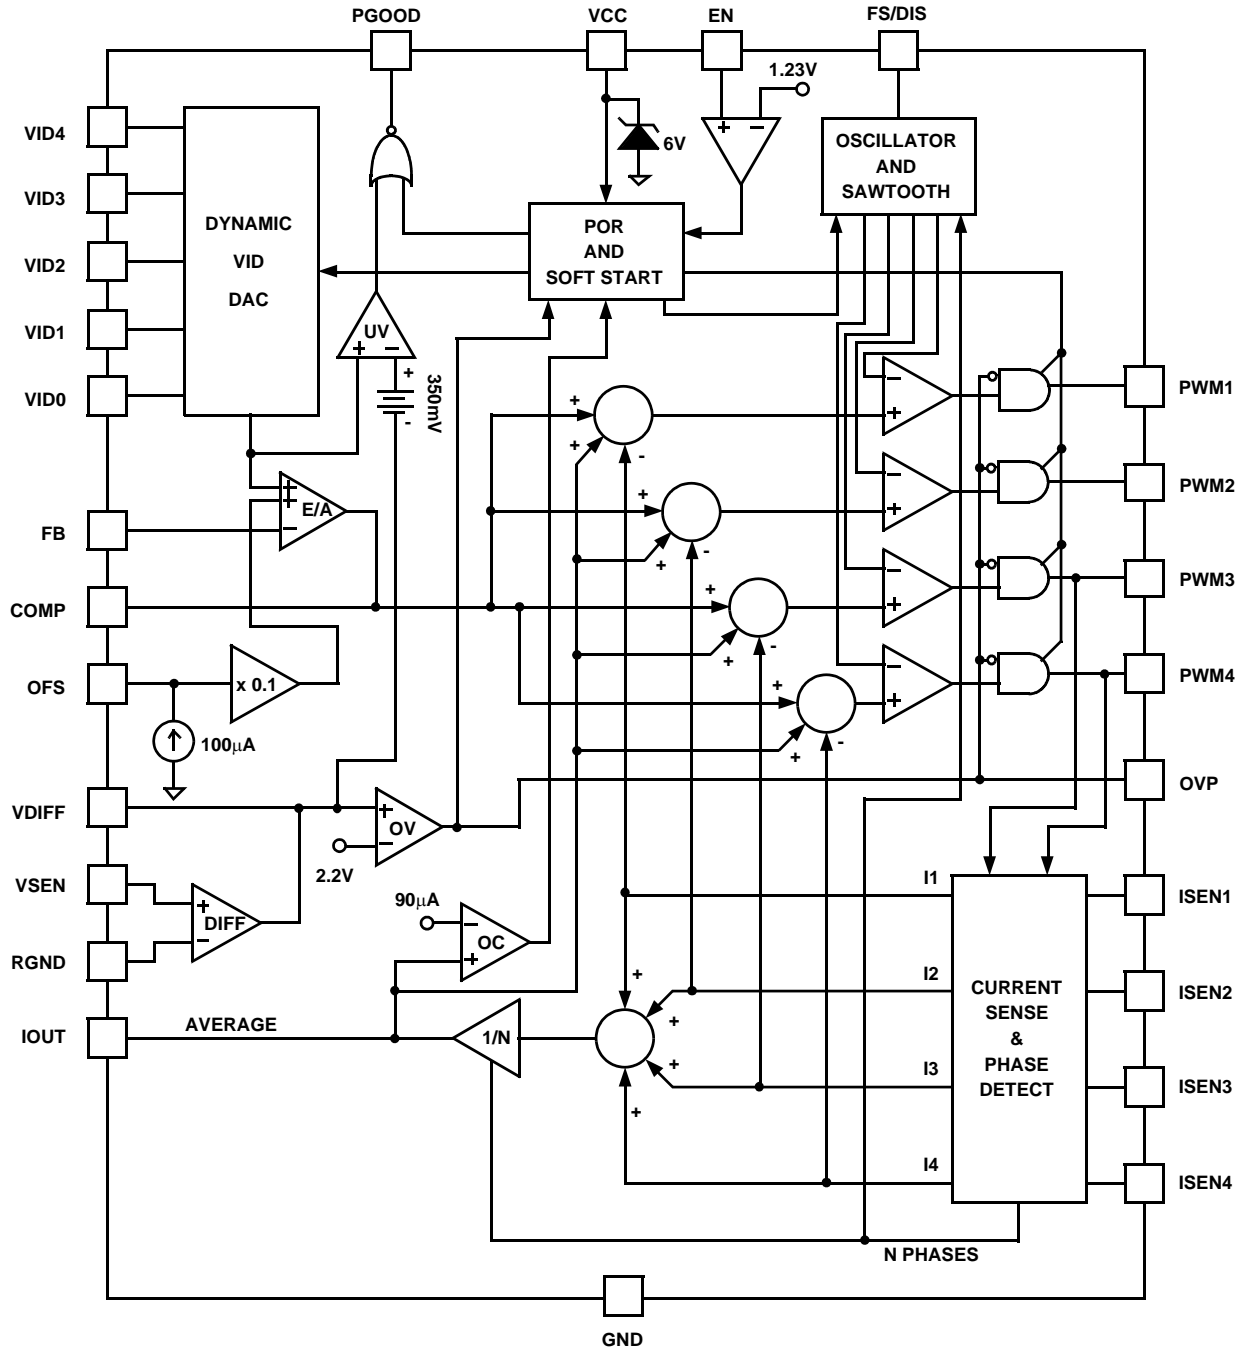 PGOOD
VCC
EN
FS/DIS
1.23V
VID4
VID3
VID2
VID1
VID0
DYNAMIC
VID
DAC
6V
+ −
OSCILLATOR
AND
SAWTOOTH
POR
AND
SOFT START
UV
+ −
+
350mV
-
PWM1
PWM2
PWM3
PWM4
− +
− +
− +
− +
+ + -
+ + -
+ + -
+ + -
FB
+
+
−
E/A
COMP
OFS
x 0.1
100µA
VDIFF
+
OV
−
2.2V
OVP
VSEN
+
DIFF
−
RGND
90µA
−
OC
+
IOUT
AVERAGE
1/N
+
+
+
+
I1
I2
I3
I4
CURRENT
SENSE
&
PHASE
DETECT
ISEN1
ISEN2
ISEN3
ISEN4
N PHASES
GND